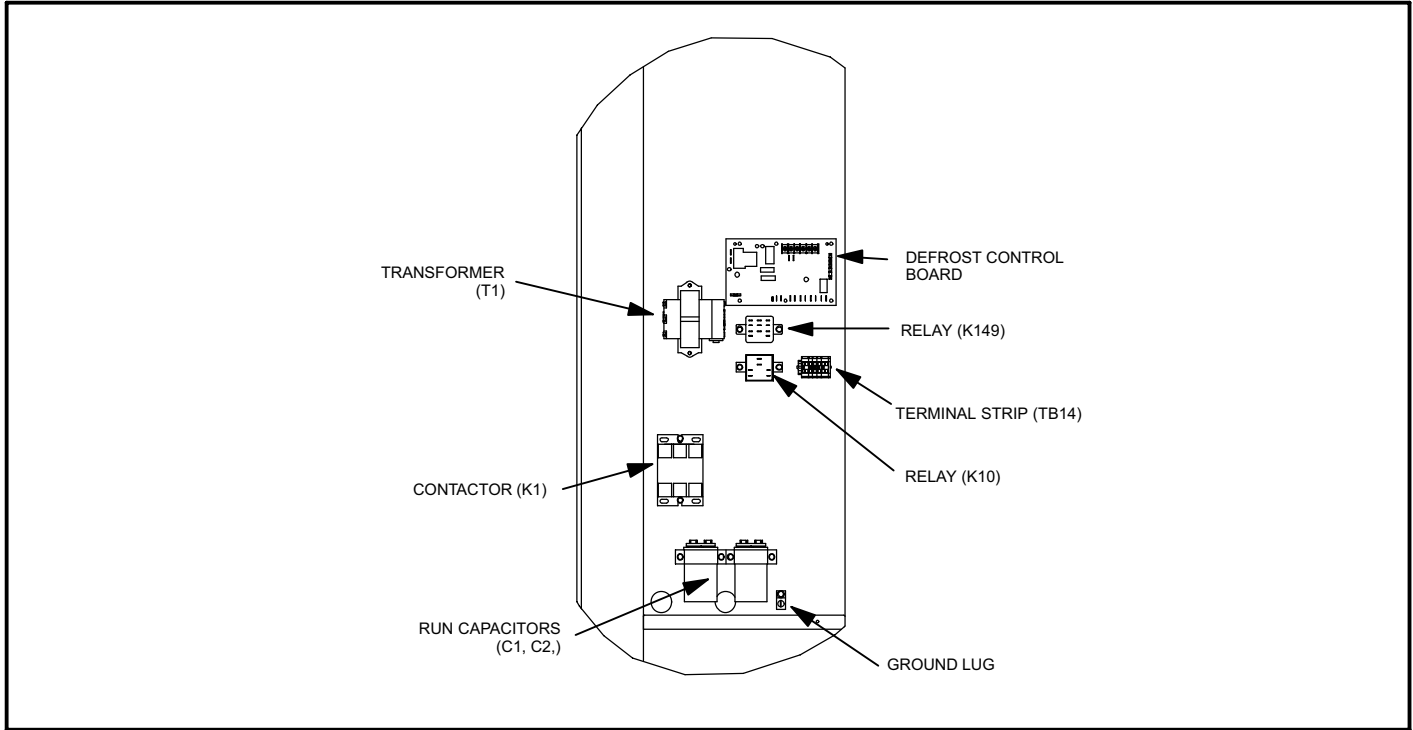 TRANSFORMER
(T1)
CONTACTOR (K1)
RUN CAPACITORS
(C1, C2,)
DEFROST CONTROL
BOARD
RELAY (K149)
TERMINAL STRIP (TB14)
RELAY (K10)
GROUND LUG